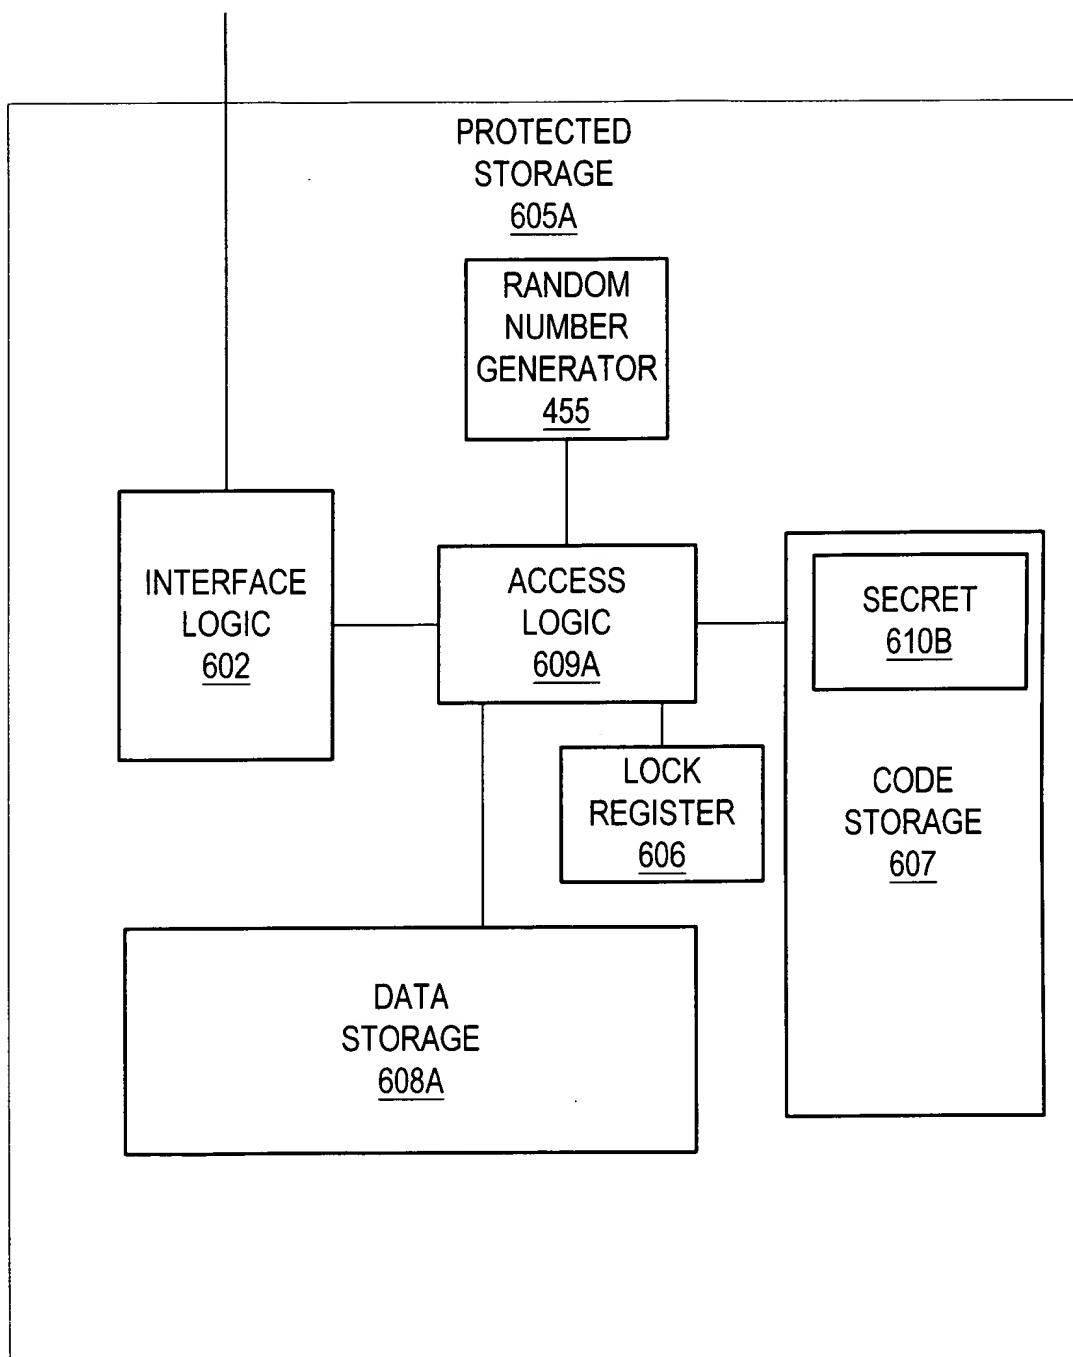 PROTECTED
STORAGE
605A
RANDOM
NUMBER
GENERATOR
455
INTERFACE
LOGIC
602
ACCESS
LOGIC
609A
SECRET
610B
LOCK
REGISTER
606
CODE
STORAGE
607
DATA
STORAGE
608A